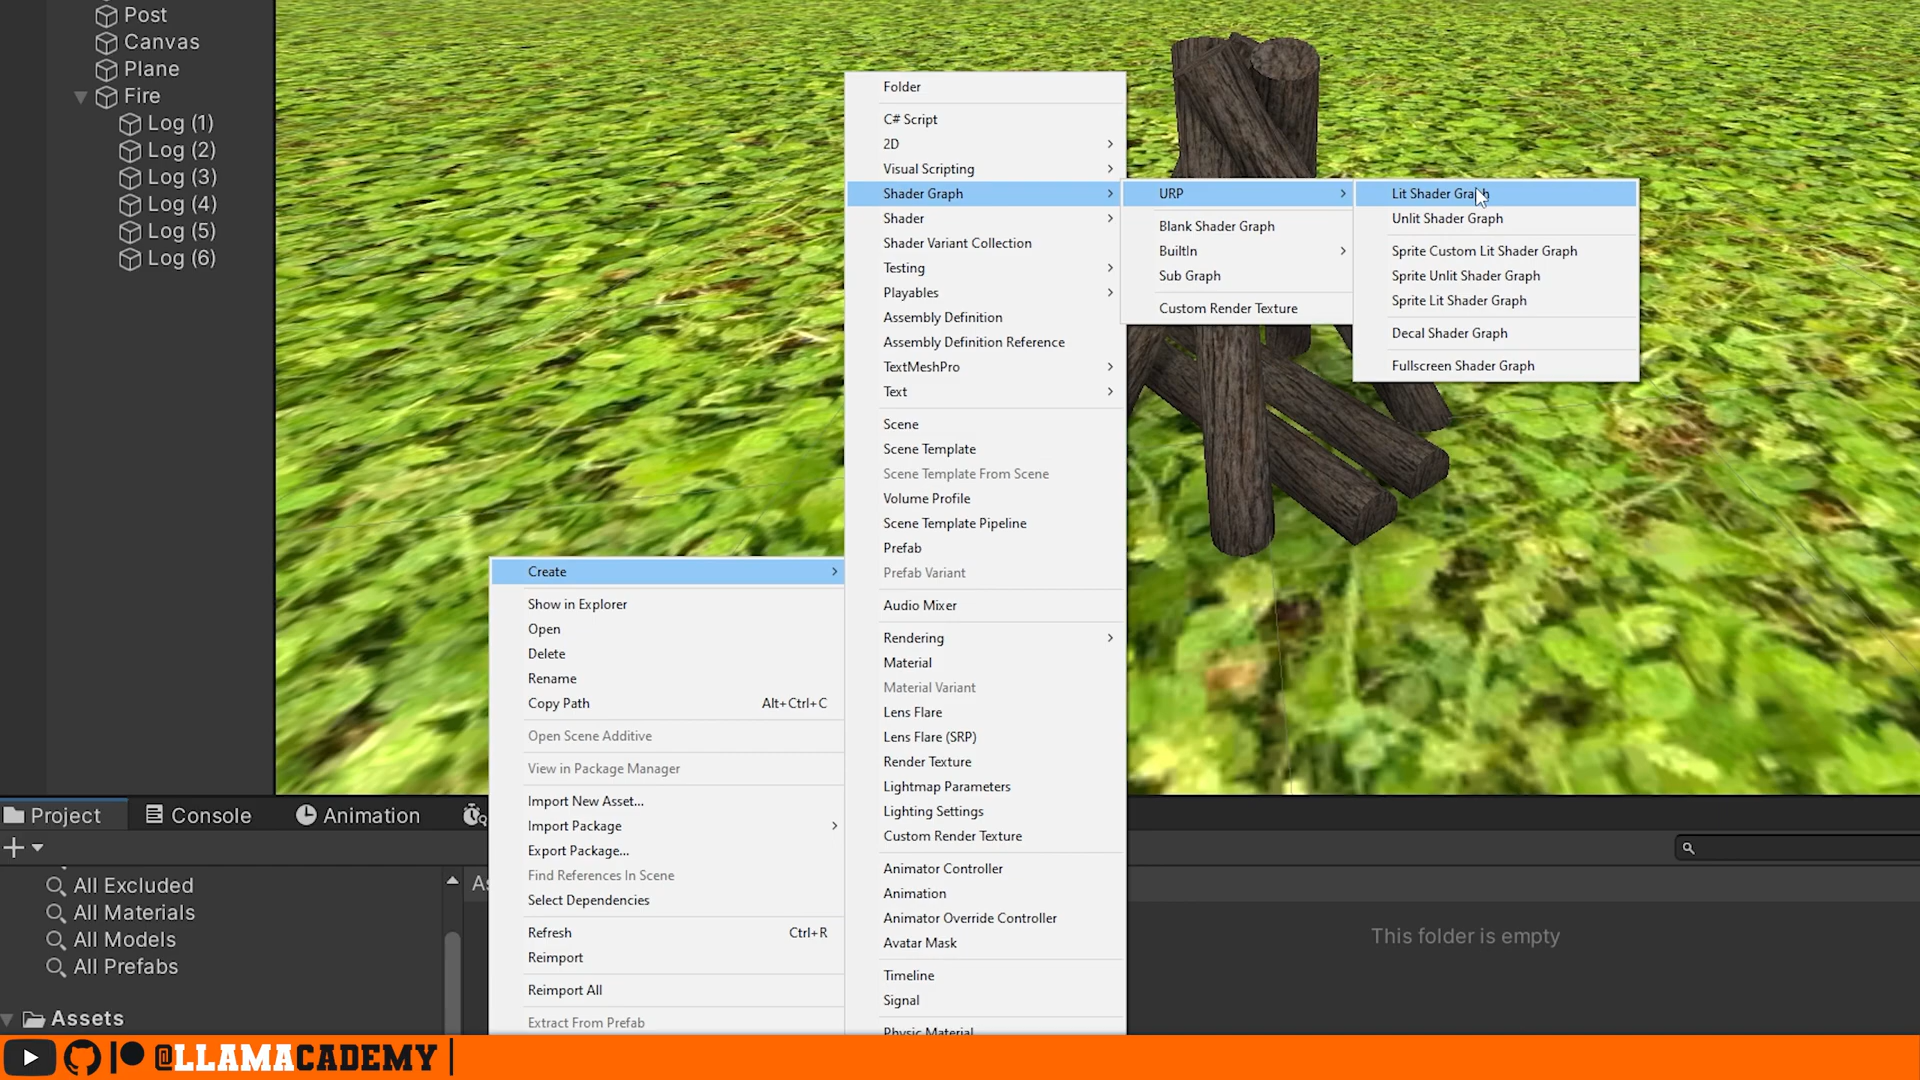 Post
Canvas
Plane
Fire
Log (1)
Log (2)
Log (3)
Log (4)
Log (5)
Log (6)
Folder
C# Script
2D
Visual Scripting
Shader Graph
Shader
Shader Variant Collection
Testing
Playables
Assembly Definition
Assembly Definition Reference
TextMeshPro
Text
Scene
Scene Template
Scene Template From Scene
Volume Profile
Scene Template Pipeline
Prefab
Prefab Variant
Audio Mixer
Rendering
Material
Material Variant
Lens Flare
Lens Flare (SRP)
Render Texture
Lightmap Parameters
Lighting Settings
Custom Render Texture
Animator Controller
Animation
Animator Override Controller
Avatar Mask
Timeline
Signal
Physic Material
URP
Blank Shader Graph
BuiltIn
Sub Graph
Custom Render Texture
Lit Shader Graph
Unlit Shader Graph
Sprite Custom Lit Shader Graph
Sprite Unlit Shader Graph
Sprite Lit Shader Graph
Decal Shader Graph
Fullscreen Shader Graph
Create
Show in Explorer
Open
Delete
Rename
Copy Path Alt+Ctrl+C
Open Scene Additive
View in Package Manager
Import New Asset...
Import Package
Export Package...
Find References In Scene
Select Dependencies
Refresh Ctrl+R
Reimport
Reimport All
Extract From Prefab
Project Console Animation
All Excluded
All Materials
All Models
All Prefabs
Assets
This folder is empty
@LLAMACADEMY